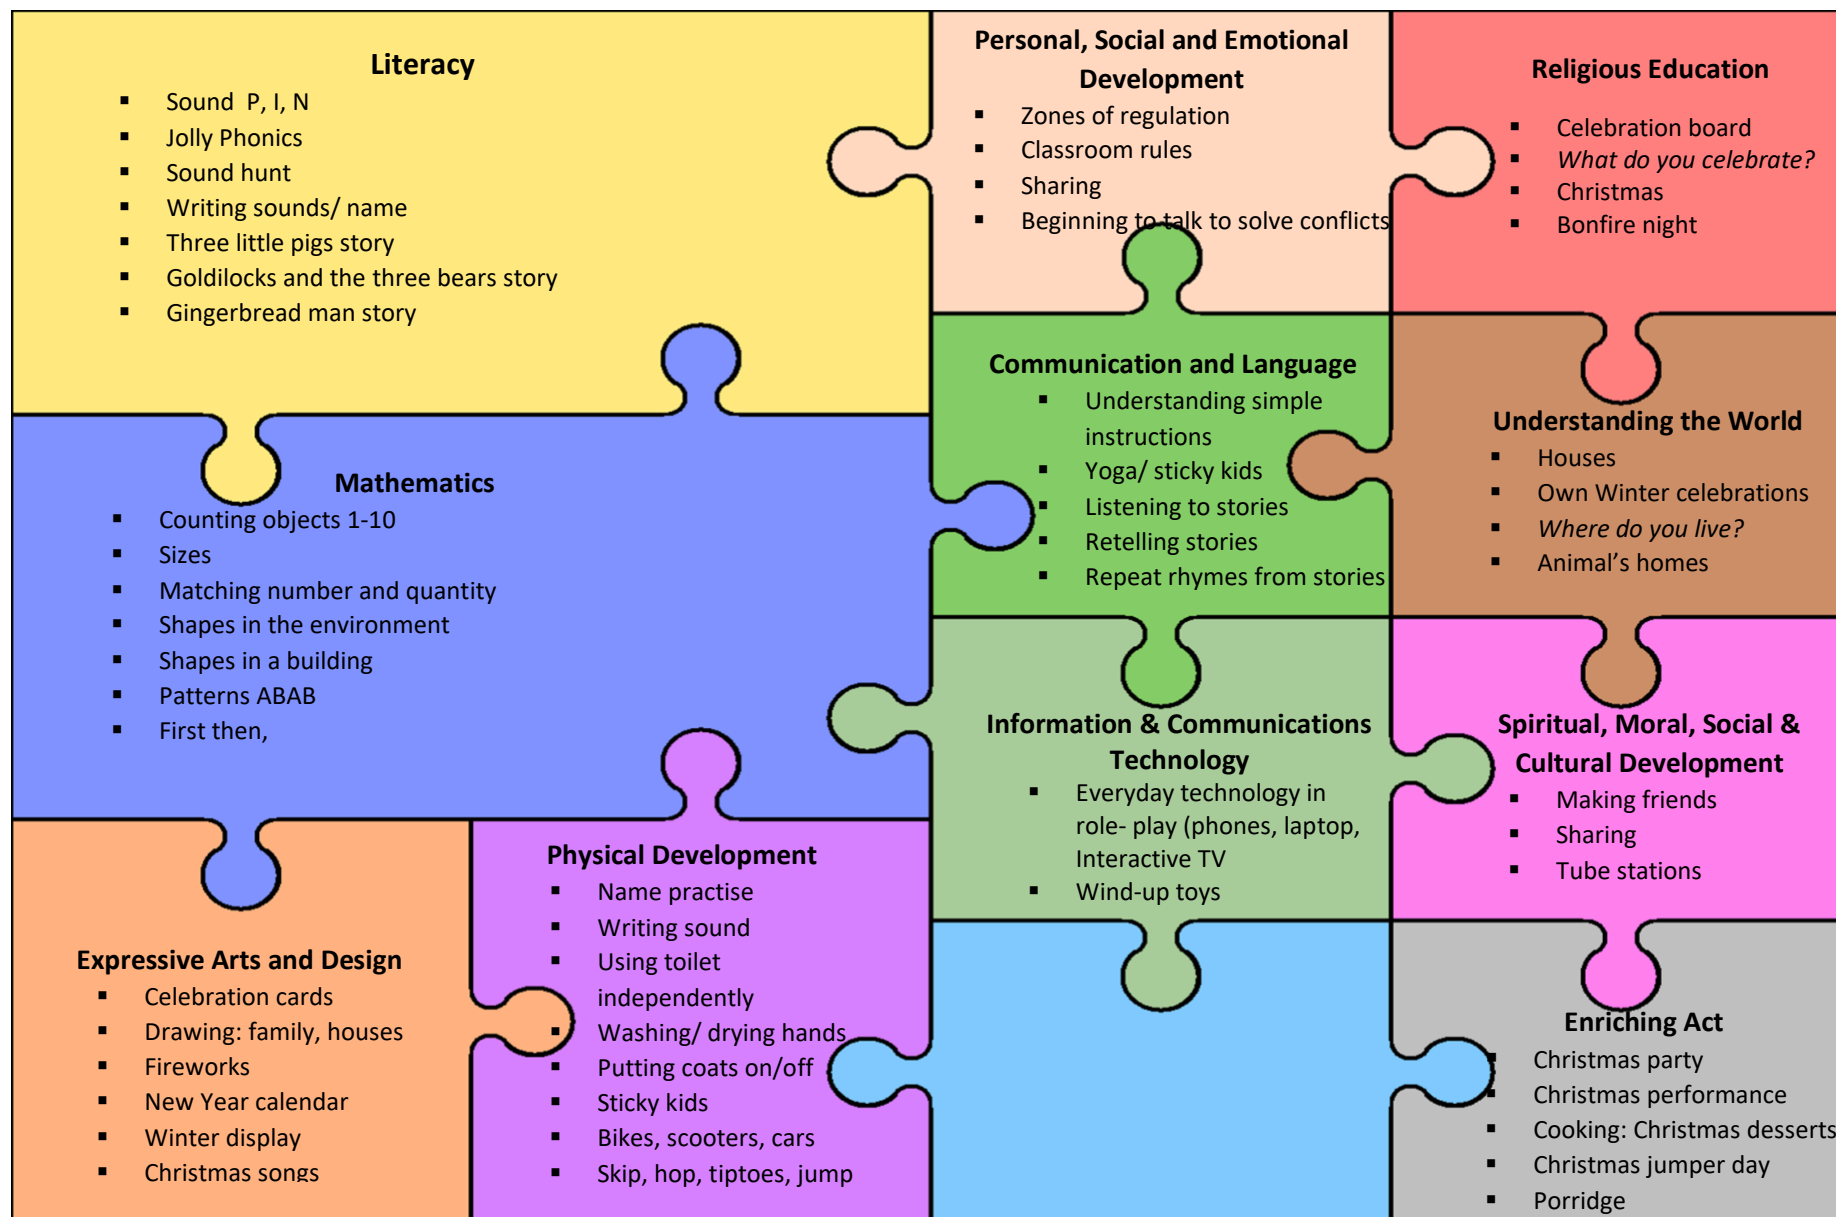 Literacy
▪ Sound  P, I, N
▪ Jolly Phonics
▪ Sound hunt
▪ Writing sounds/ name
▪ Three little pigs story
▪ Goldilocks and the three bears story
▪ Gingerbread man story
Personal, Social and Emotional
Development
▪ Zones of regulation
▪ Classroom rules
▪ Sharing
▪ Beginning to talk to solve conflicts
Religious Education
▪ Celebration board
▪ What do you celebrate?
▪ Christmas
▪ Bonfire night
Mathematics
▪ Counting objects 1-10
▪ Sizes
▪ Matching number and quantity
▪ Shapes in the environment
▪ Shapes in a building
▪ Patterns ABAB
▪ First then,
Communication and Language
▪ Understanding simple
instructions
▪ Yoga/ sticky kids
▪ Listening to stories
▪ Retelling stories
▪ Repeat rhymes from stories
Understanding the World
▪ Houses
▪ Own Winter celebrations
▪ Where do you live?
▪ Animal’s homes
Information & Communications
Technology
▪ Everyday technology in
role- play (phones, laptop,
Interactive TV
▪ Wind-up toys
Spiritual, Moral, Social &
Cultural Development
▪ Making friends
▪ Sharing
▪ Tube stations
Expressive Arts and Design
▪ Celebration cards
▪ Drawing: family, houses
▪ Fireworks
▪ New Year calendar
▪ Winter display
▪ Christmas songs
Physical Development
▪ Name practise
▪ Writing sound
▪ Using toilet
independently
▪ Washing/ drying hands
▪ Putting coats on/off
▪ Sticky kids
▪ Bikes, scooters, cars
▪ Skip, hop, tiptoes, jump
Enriching Act
▪ Christmas party
▪ Christmas performance
▪ Cooking: Christmas desserts
▪ Christmas jumper day
▪ Porridge